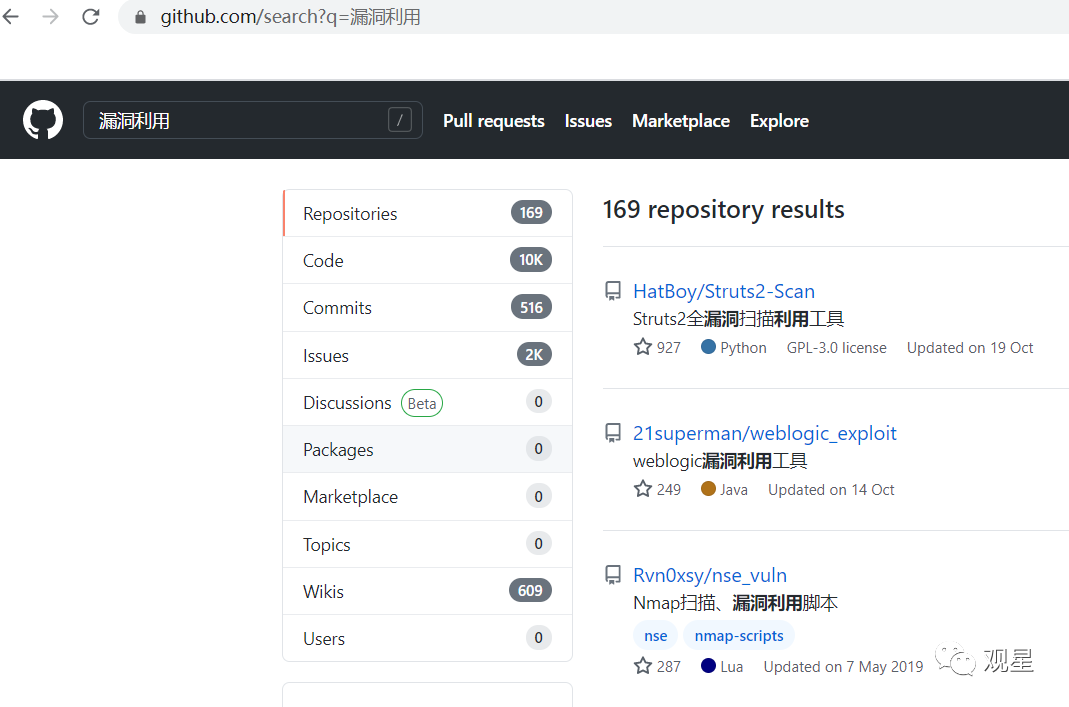 github.com/search?q=漏洞利用
漏洞利用 / Pull requests Issues Marketplace Explore
Repositories 169
Code 10K
Commits 516
Issues 2K
Discussions Beta 0
Packages 0
Marketplace 0
Topics 0
Wikis 609
Users 0
169 repository results
HatBoy/Struts2-Scan
Struts2全漏洞扫描利用工具
927 Python GPL-3.0 license Updated on 19 Oct
21superman/weblogic_exploit
weblogic漏洞利用工具
249 Java Updated on 14 Oct
Rvn0xsy/nse_vuln
Nmap扫描、漏洞利用脚本
nse nmap-scripts
287 Lua Updated on 7 May 2019
观星